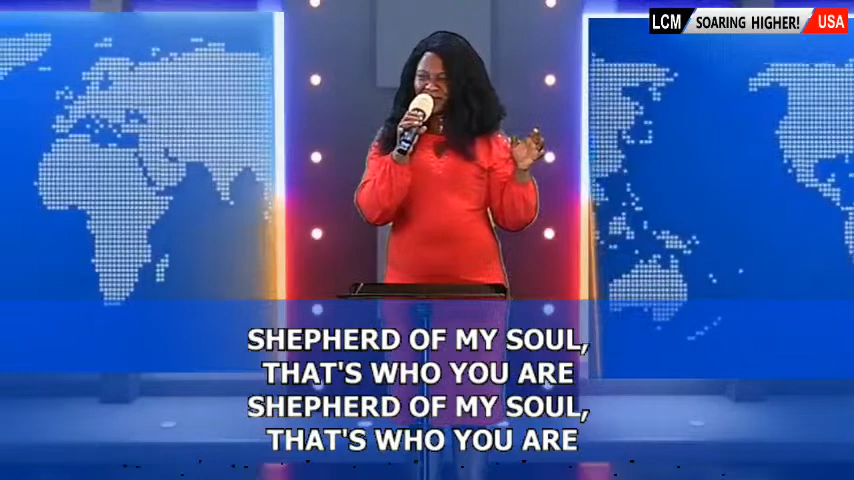 LCM SOARING HIGHER! USA
SHEPHERD OF MY SOUL,
THAT'S WHO YOU ARE
SHEPHERD OF MY SOUL,
THAT'S WHO YOU ARE